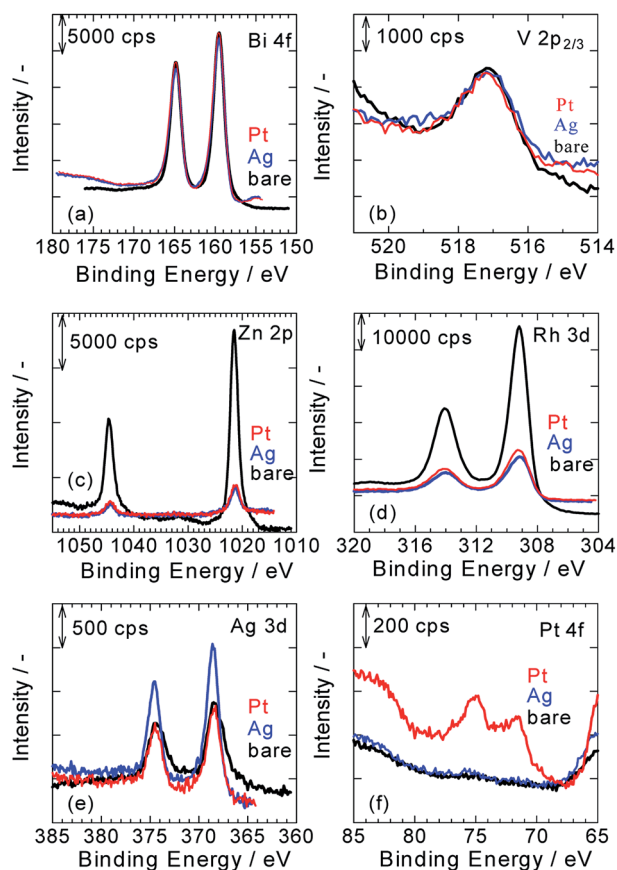 5000 cps
Bi 4f
Pt
Ag
bare
(a)
Intensity / -
180 175 170 165 160 155 150
Binding Energy / eV
1000 cps
V 2p2/3
Pt
Ag
bare
(b)
Intensity / -
520 518 516 514
Binding Energy / eV
5000 cps
Zn 2p
Pt
Ag
bare
(c)
Intensity / -
1050 1040 1030 1020 1010
Binding Energy / eV
10000 cps
Rh 3d
Pt
Ag
bare
(d)
Intensity / -
320 316 312 308 304
Binding Energy / eV
500 cps
Ag 3d
Pt
Ag
bare
(e)
Intensity / -
385 380 375 370 365 360
Binding Energy / eV
200 cps
Pt 4f
Pt
Ag
bare
(f)
Intensity / -
85 80 75 70 65
Binding Energy / eV